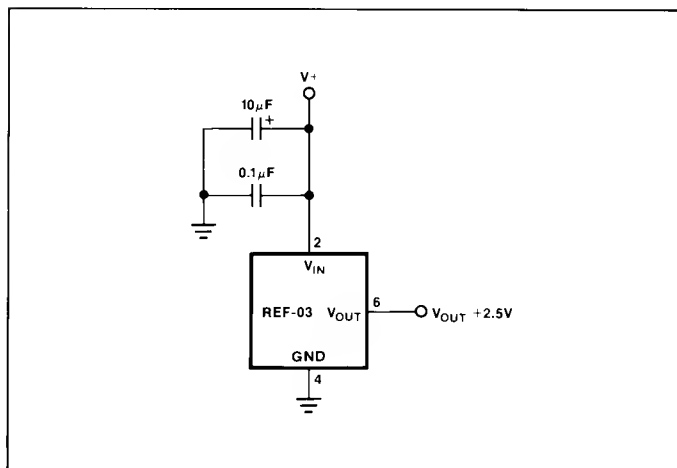 V+
10μF
+
0.1μF
2
VIN
REF-03 VOUT
6
VOUT +2.5V
GND
4